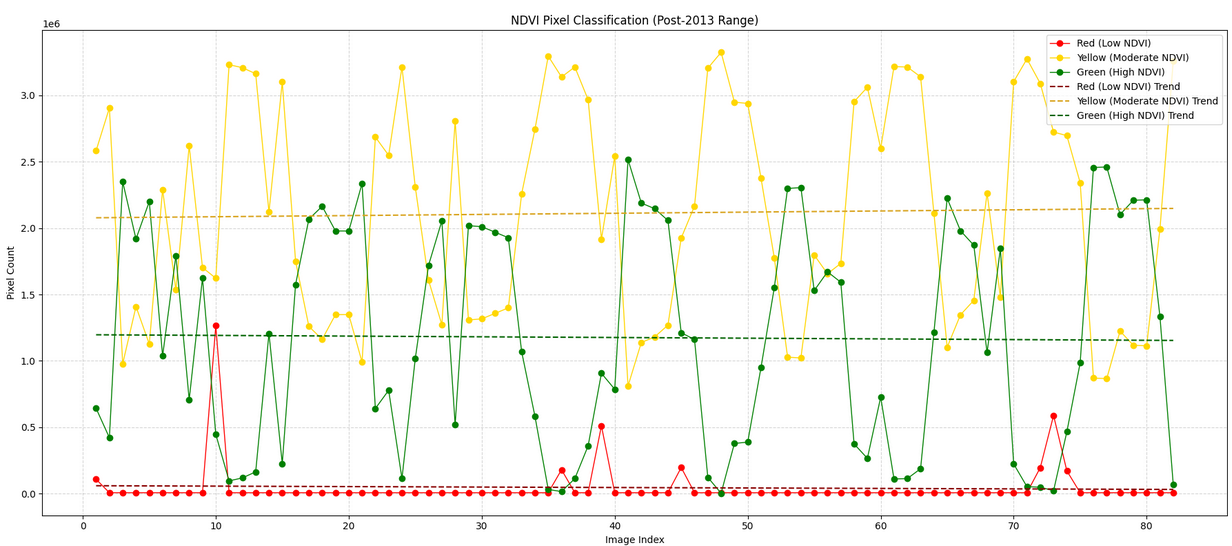 NDVI Pixel Classification (Post-2013 Range)
1e6
Red (Low NDVI)
Yellow (Moderate NDVI)
Green (High NDVI)
Red (Low NDVI) Trend
Yellow (Moderate NDVI) Trend
Green (High NDVI) Trend
Pixel Count
3.0
2.5
2.0
1.5
1.0
0.5
0.0
0 10 20 30 40 50 60 70 80
Image Index